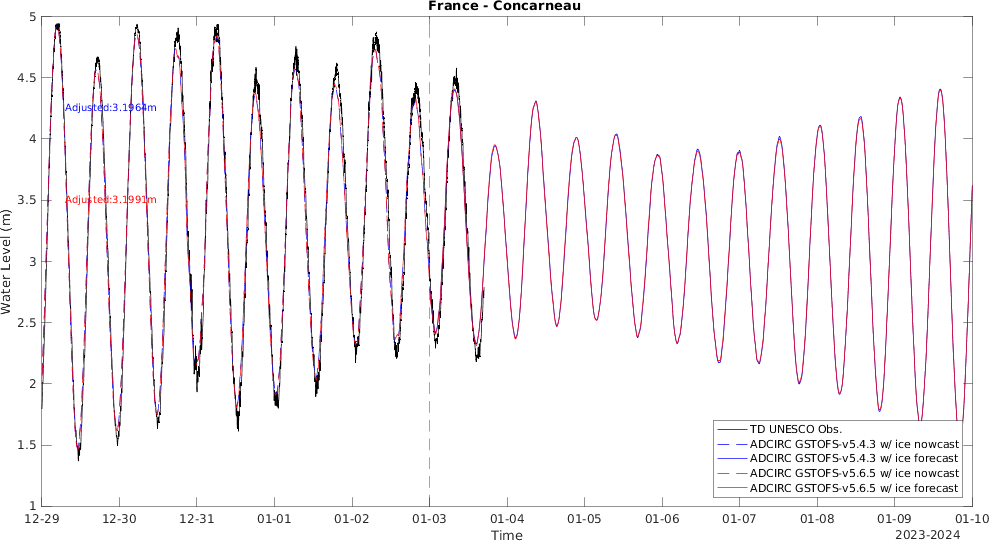 France - Concarneau
Water Level (m)
5
4.5
4
3.5
3
2.5
2
1.5
1
Adjusted:3.1964m
Adjusted:3.1991m
TD UNESCO Obs.
ADCIRC GSTOFS-v5.4.3 w/ ice nowcast
ADCIRC GSTOFS-v5.4.3 w/ ice forecast
ADCIRC GSTOFS-v5.6.5 w/ ice nowcast
ADCIRC GSTOFS-v5.6.5 w/ ice forecast
12-29 12-30 12-31 01-01 01-02 01-03 01-04 01-05 01-06 01-07 01-08 01-09 01-10
Time
2023-2024